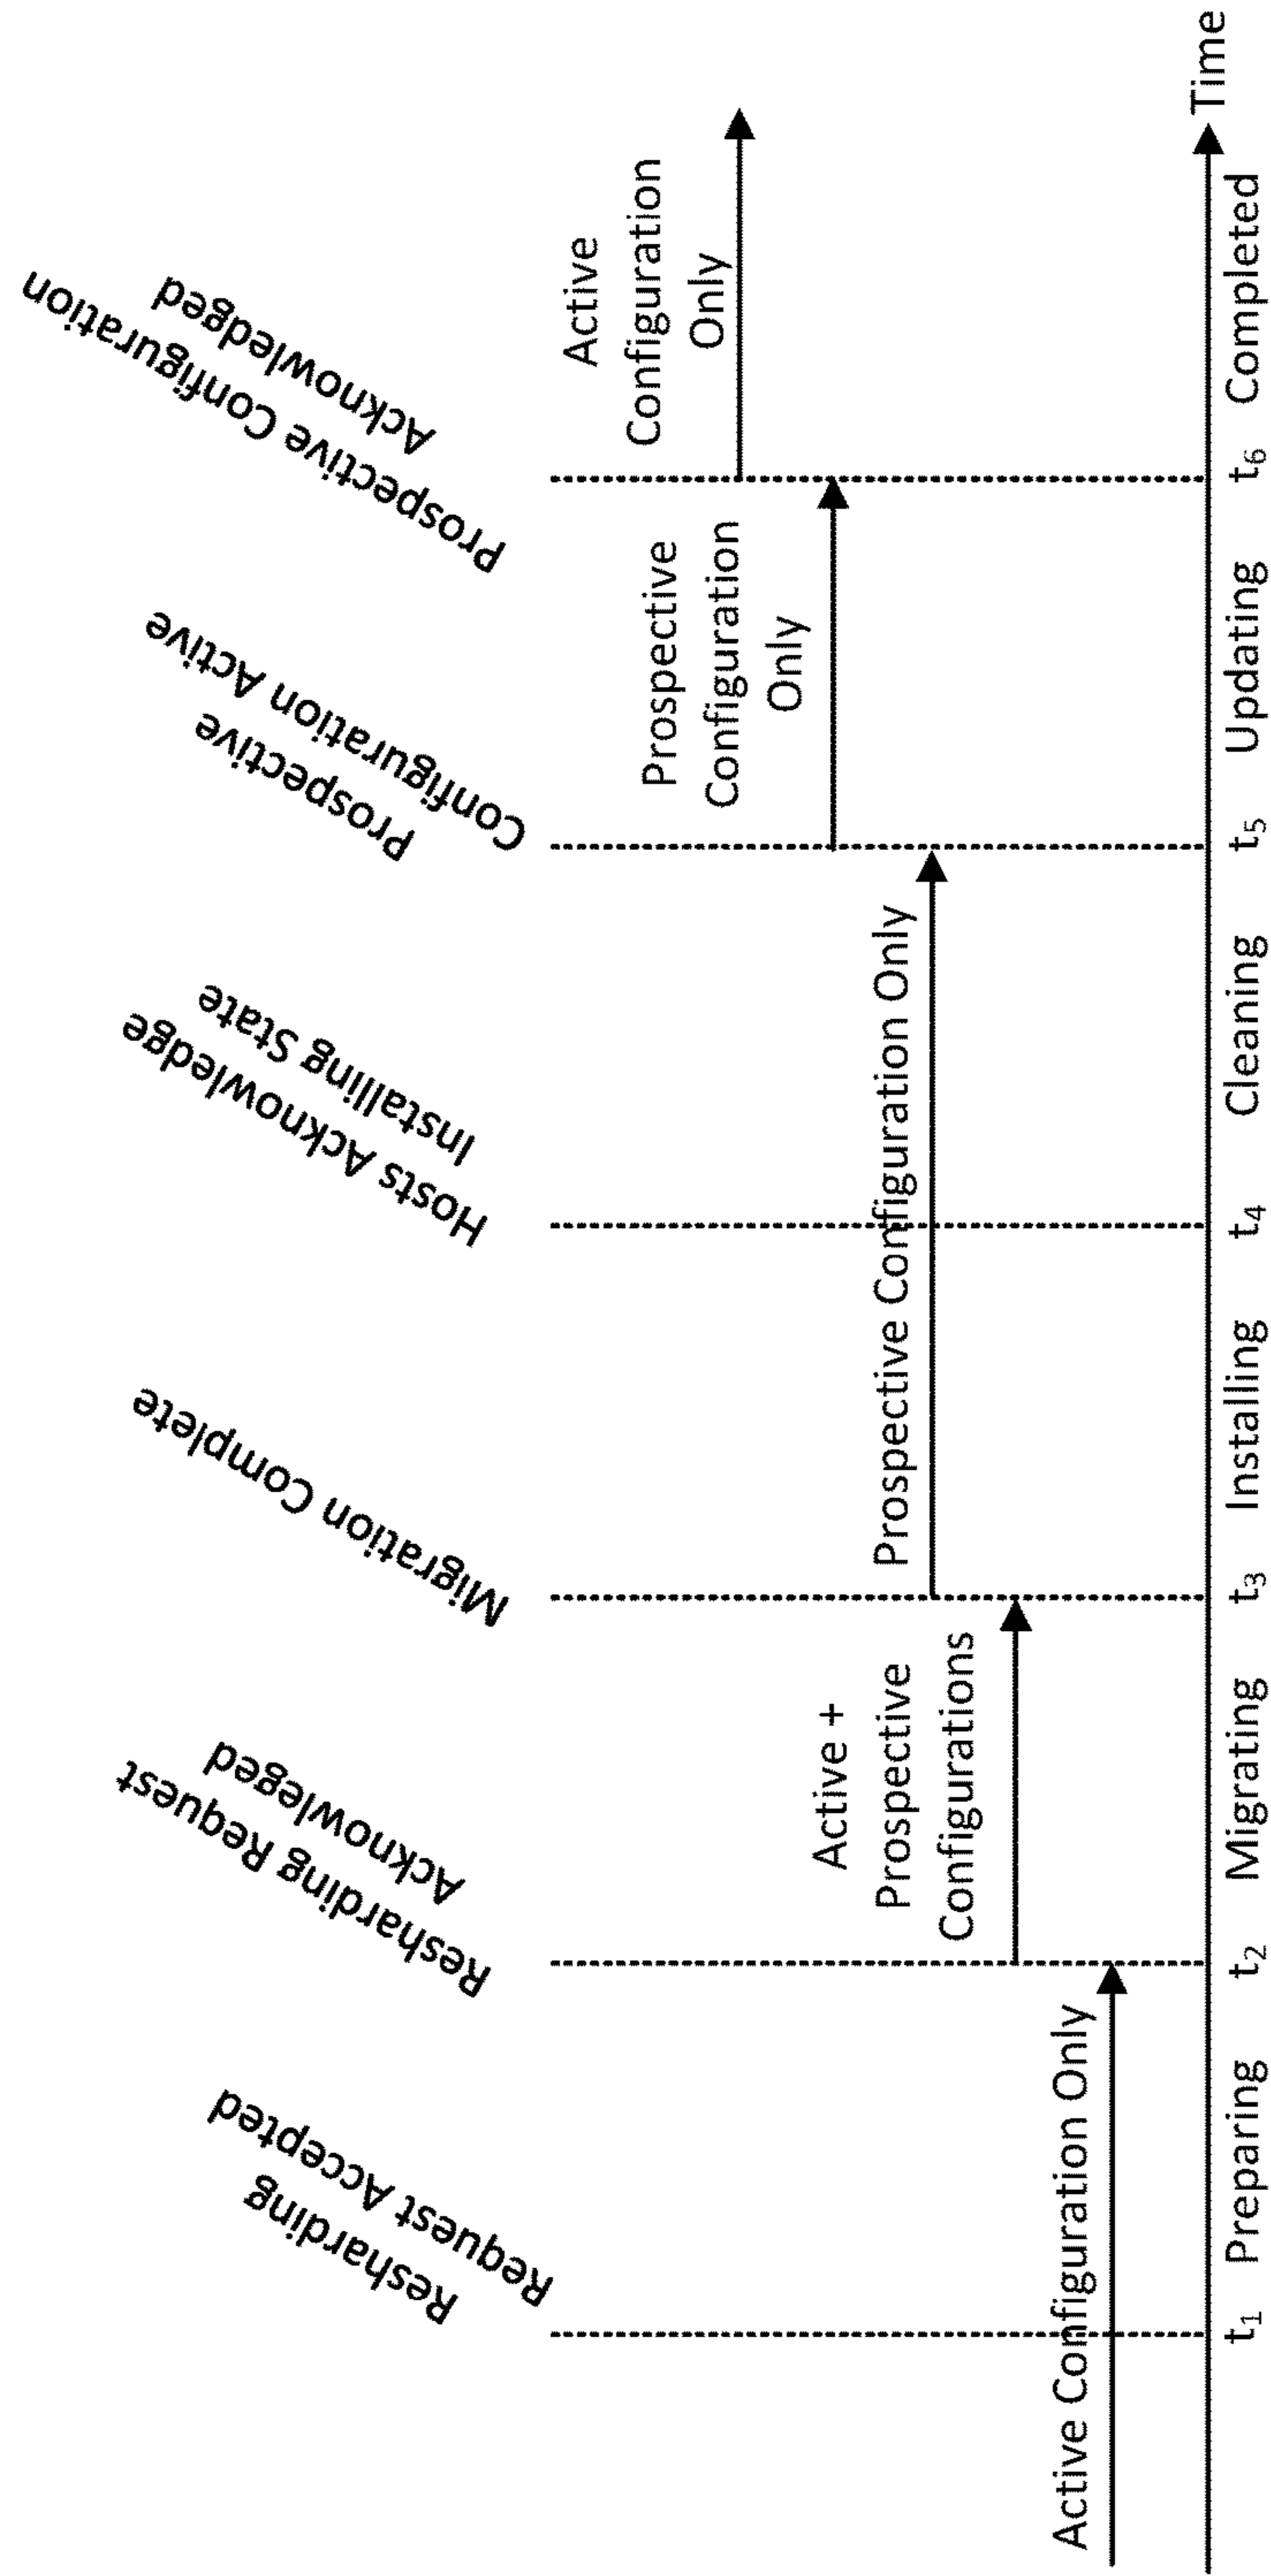 Resharding
Request Accepted
Resharding Request
Acknowleged
Migration Complete
Hosts Acknowledge
Installing State
Prospective
Configuration Active
Prospective Configuration
Acknowledged
Active
Configuration
Only
Prospective
Configuration
Only
Active +
Prospective
Configurations
Prospective Configuration Only
Active Configuration Only
Time
t1 Preparing t2 Migrating t3 Installing t4 Cleaning t5 Updating t6 Completed